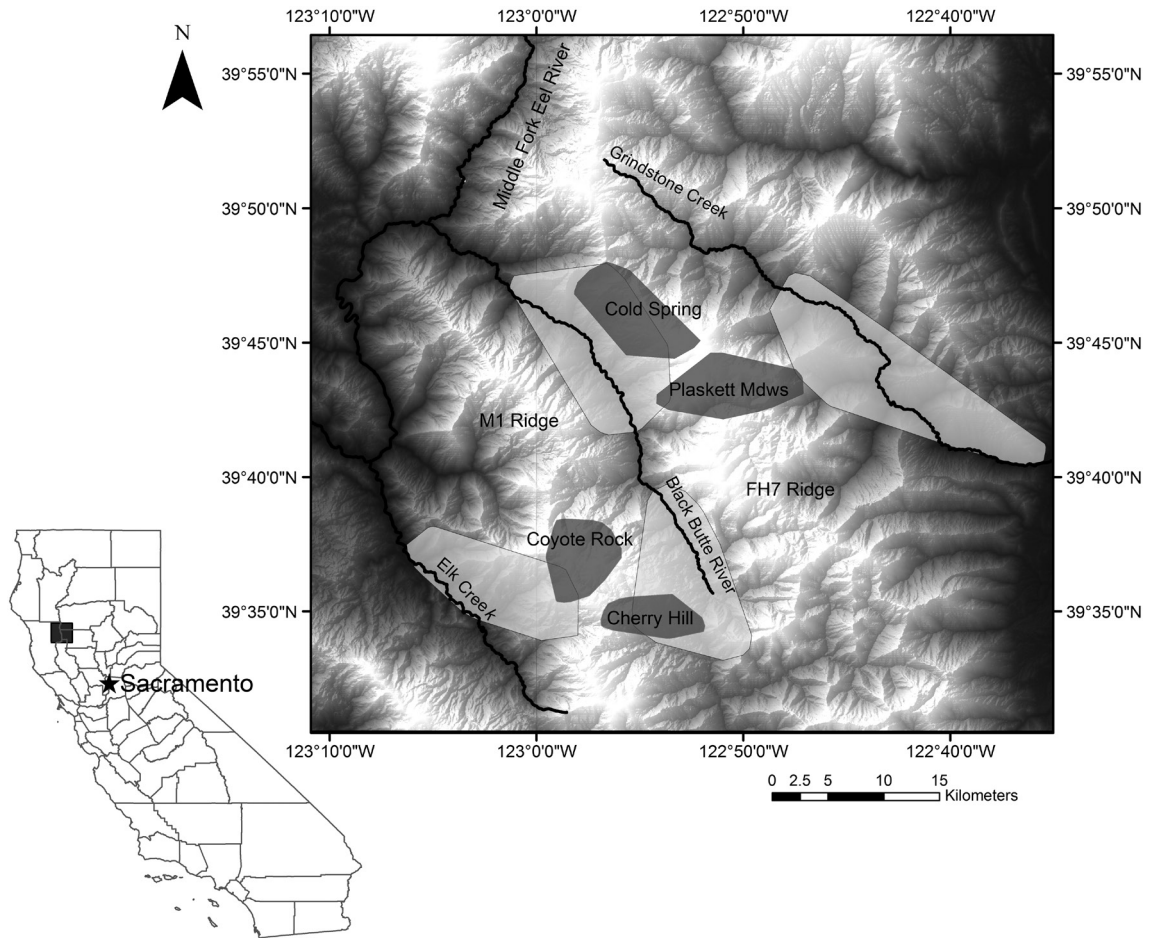 123°10'0"W 123°0'0"W 122°50'0"W 122°40'0"W
N
39°55'0"N 39°55'0"N
Middle Fork Eel River
Grindstone Creek
39°50'0"N 39°50'0"N
Cold Spring
39°45'0"N 39°45'0"N
Plaskett Mdws
M1 Ridge
39°40'0"N 39°40'0"N
FH7 Ridge
Black Butte River
Coyote Rock
Elk Creek
39°35'0"N 39°35'0"N
Cherry Hill
Sacramento
123°10'0"W 123°0'0"W 122°50'0"W 122°40'0"W
0 2.5 5 10 15
Kilometers